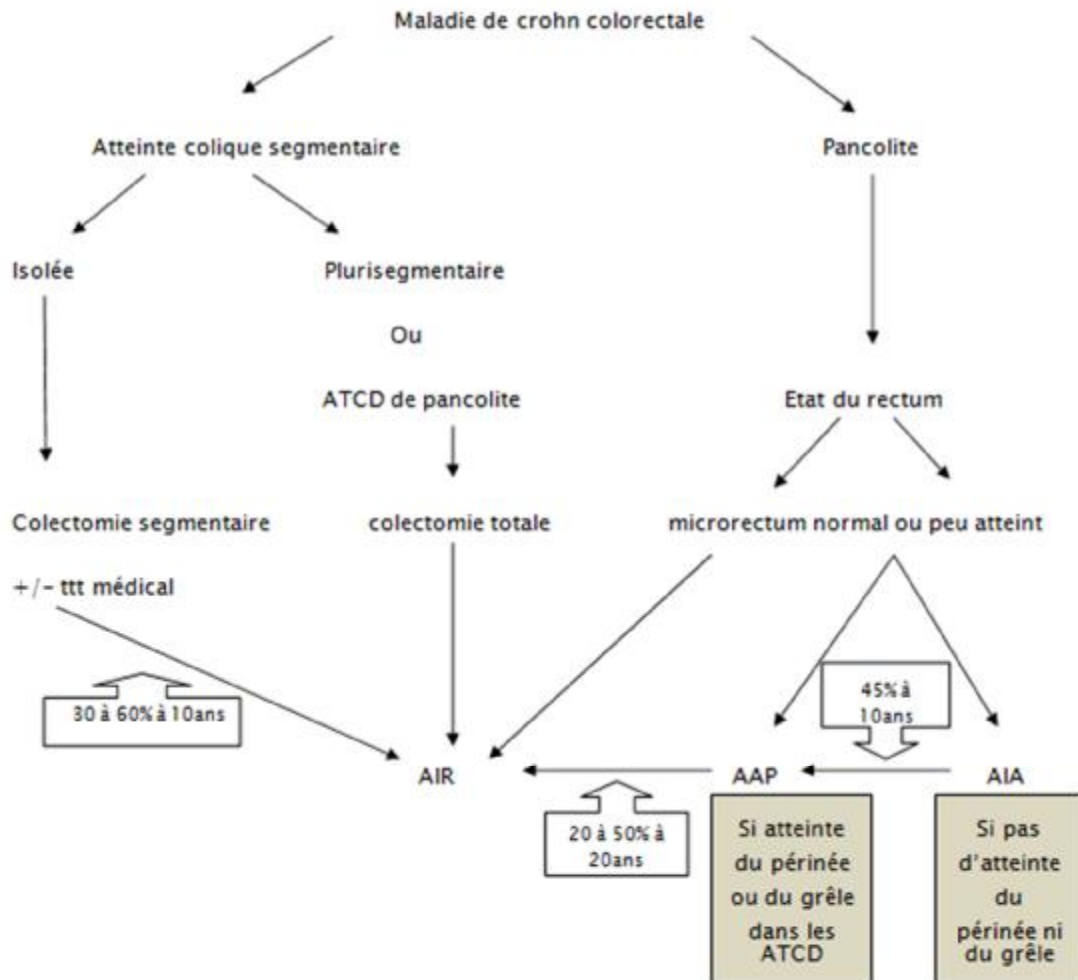 Maladie de crohn colorectale
Atteinte colique segmentaire
Pancolite
Isolée
Plurisegmentaire
Ou
ATCD de pancolite
Etat du rectum
Colectomie segmentaire
colectomie totale
microrectum normal ou peu atteint
+/- ttt médical
30 à 60% à 10ans
45% à
10ans
AIR
AAP
AIA
20 à 50% à
20ans
Si atteinte
du périnée
ou du grêle
dans les
ATCD
Si pas
d'atteinte
du
périnée ni
du grêle